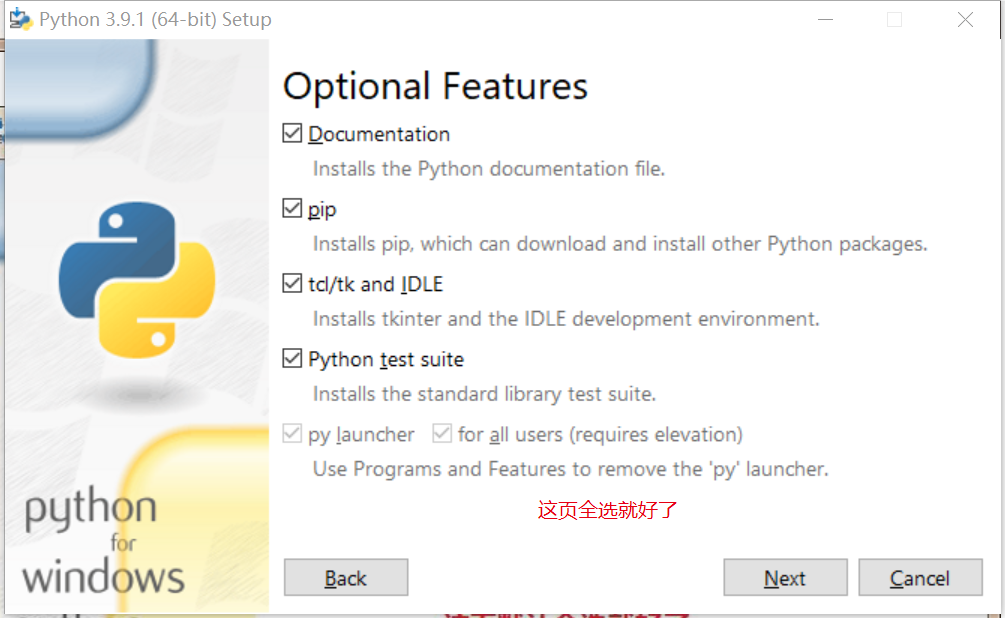 Python 3.9.1 (64-bit) Setup
Optional Features
Documentation
Installs the Python documentation file.
pip
Installs pip, which can download and install other Python packages.
tcl/tk and IDLE
Installs tkinter and the IDLE development environment.
Python test suite
Installs the standard library test suite.
py launcher for all users (requires elevation)
Use Programs and Features to remove the 'py' launcher.
这页全选就好了
python
for
windows
Back Next Cancel